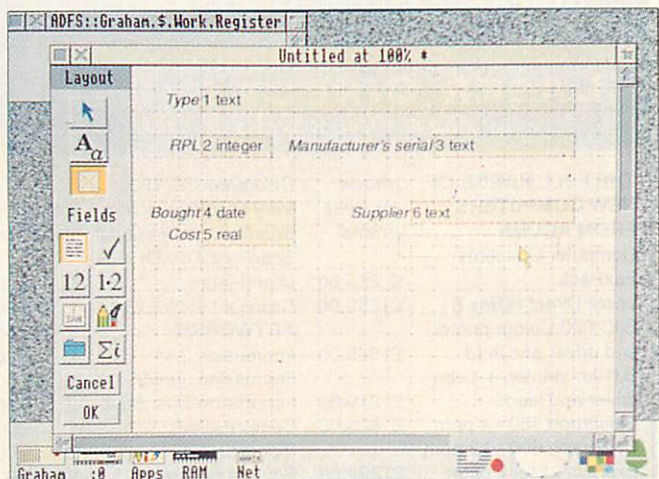 ADFS::Graham.$.Work.Register
Untitled at 100% *
Layout
Type 1 text
A a
RPL 2 integer Manufacturer's serial 3 text
Fields
Bought 4 date Supplier 6 text
Cost 5 real
12 1·2
Σi
Cancel
OK
Graham :0 Apps RAM Net